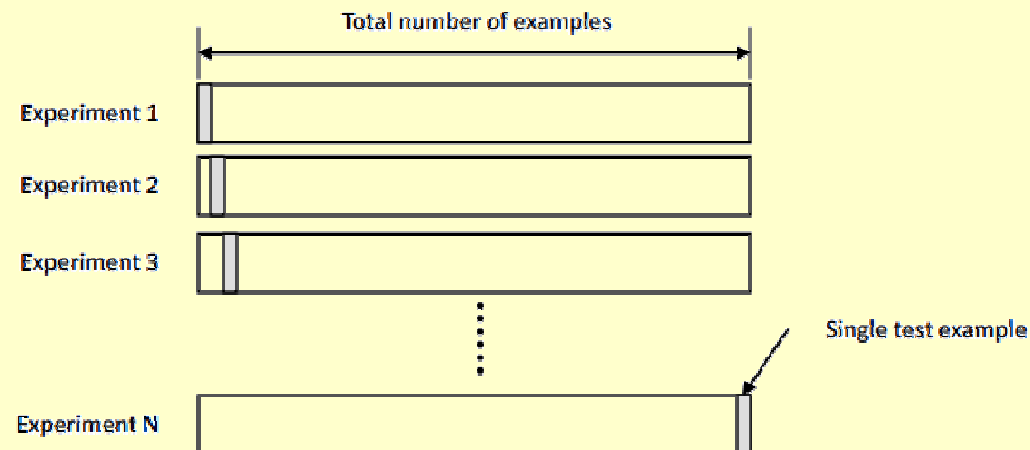 Total number of examples
Experiment 1
Experiment 2
Experiment 3
Single test example
Experiment N